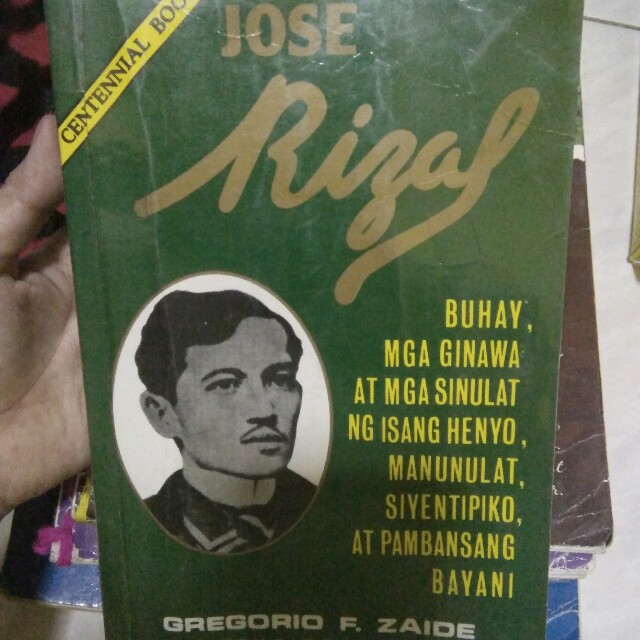 CENTENNIAL
JOSE
Rizal
BUHAY,
MGA GINAWA
AT MGA SINULAT
NG ISANG HENYO,
MANUNULAT,
SIYENTIPIKO,
AT PAMBANSANG
BAYANI
GREGORIO F. ZAIDE